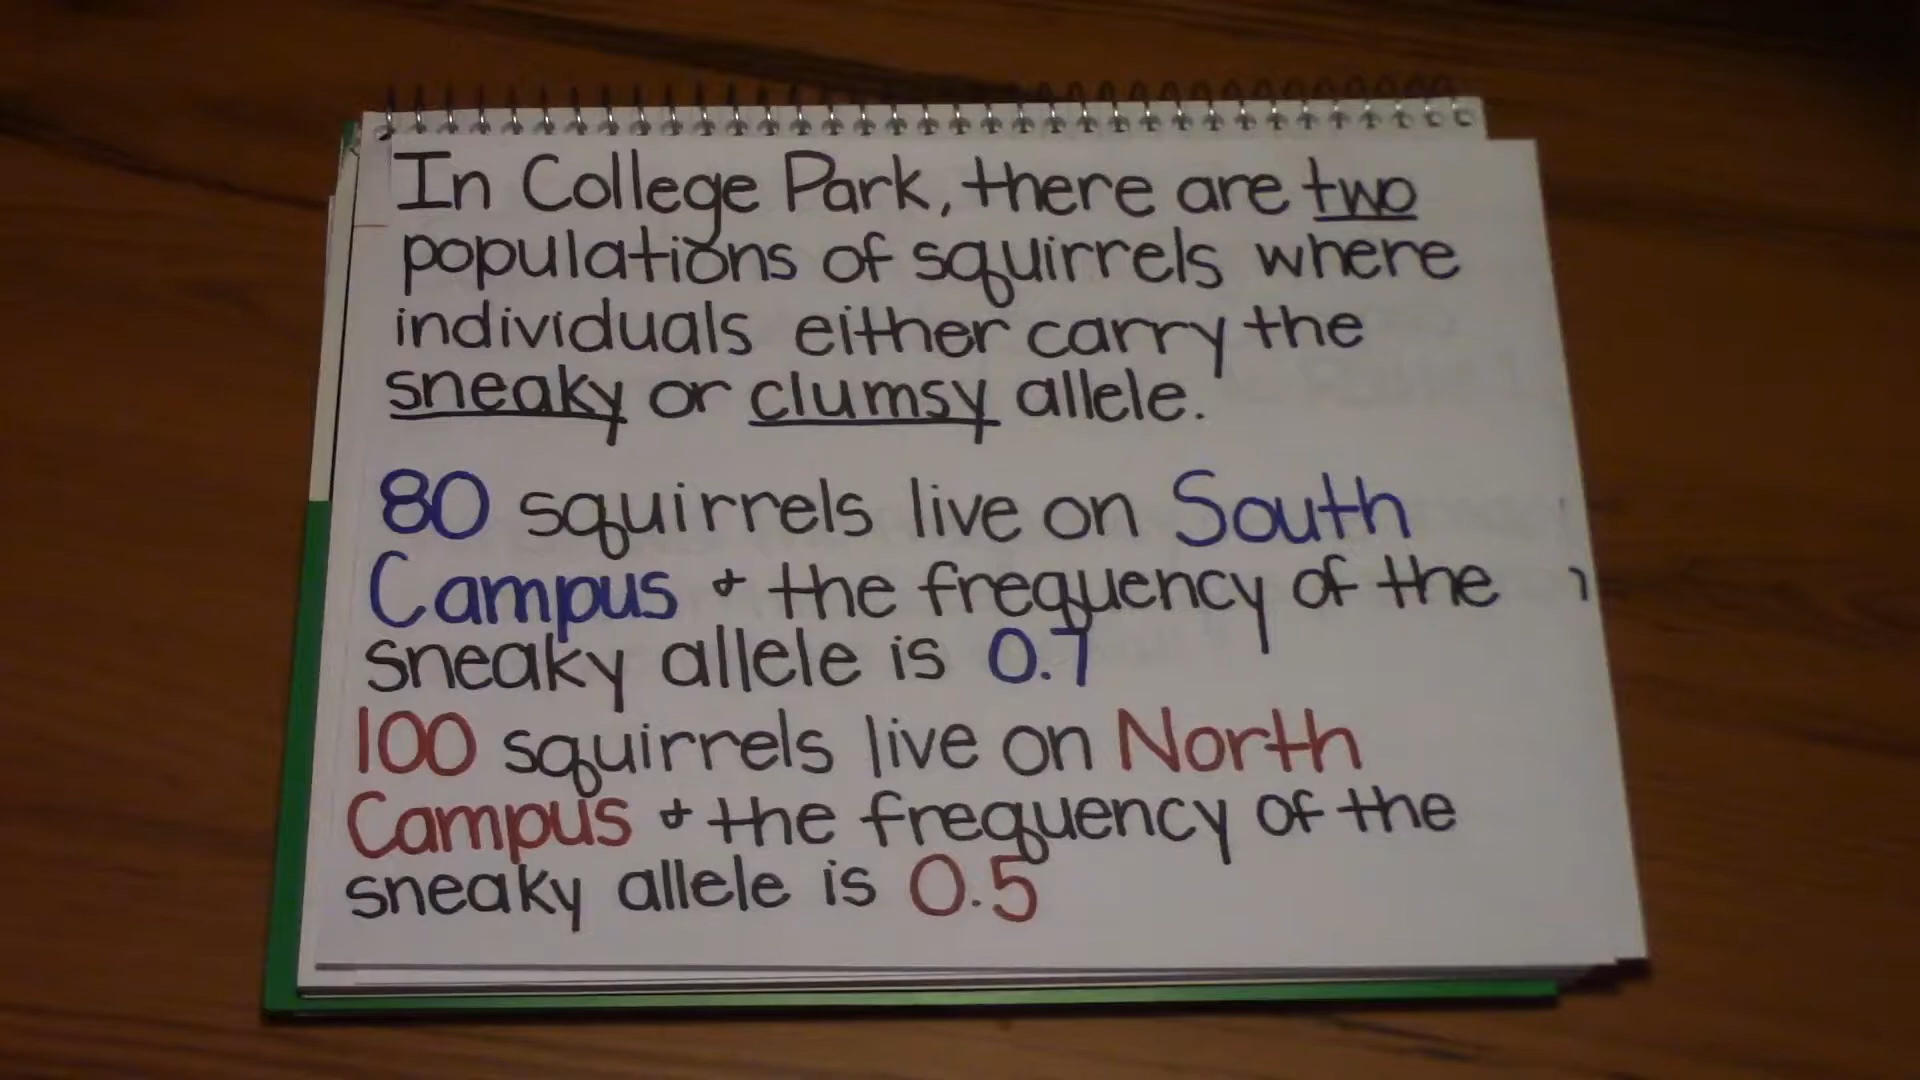 In College Park, there are two
populations of squirrels where
individuals either carry the
sneaky or clumsy allele.
80 squirrels live on South
Campus + the frequency of the
sneaky allele is 0.7
100 squirrels live on North
Campus + the frequency of the
sneaky allele is 0.5